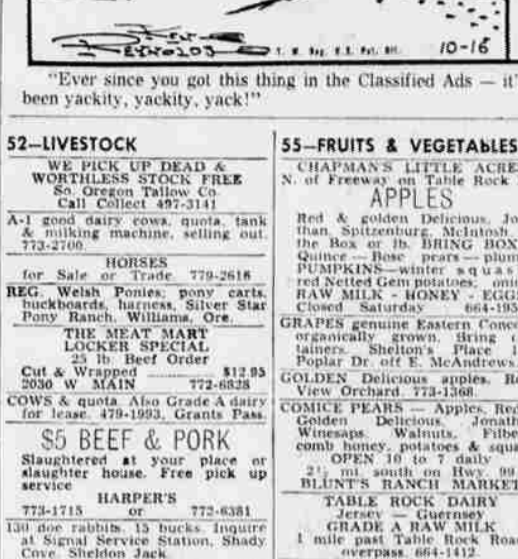 REYNOLDS
T. M. Reg. U.S. Pat. Off.
10-16
"Ever since you got this thing in the Classified Ads — it'
been yackity, yackity, yack!"
52—LIVESTOCK
WE PICK UP DEAD &
WORTHLESS STOCK FREE
So. Oregon Tallow Co.
Call Collect 497-3141
A-1 good dairy cows, quota, tank
& milking machine, selling out.
773-2700.
HORSES
for Sale or Trade 779-2616
REG. Welsh Ponies; pony carts,
buckboards, harness, Silver Star
Pony Ranch, Williams, Ore.
THE MEAT MART
LOCKER SPECIAL
25 lb. Beef Order
Cut & Wrapped $12.95
2030 W MAIN 772-6828
COWS & quota. Also Grade A dairy
for lease. 479-1993, Grants Pass.
$5 BEEF & PORK
Slaughtered at your place or
slaughter house. Free pick up
service
HARPER'S
773-1715 or 772-6381
130 doe rabbits, 15 bucks. Inquire
at Signal Service Station, Shady
Cove. Sheldon Jack.
55—FRUITS & VEGETABLES
CHAPMAN'S LITTLE ACRE
N. of Freeway on Table Rock
APPLES
Red & golden Delicious, Jo
than, Spitzenburg, McIntosh,
the Box or lb. BRING BOX
Quince — Bosc pears — plum
PUMPKINS—winter squas
red Netted Gem potatoes; oni
RAW MILK - HONEY - EGG
Closed Saturday 664-195
GRAPES genuine Eastern Conco
organically grown. Bring c
tainers. Shelton's Place 1
Poplar Dr. off E. McAndrews.
GOLDEN Delicious apples. R
View Orchard. 773-1368.
COMICE PEARS — Apples, Red
Golden Delicious, Jonath
Winesaps. Walnuts, Filbe
comb honey, potatoes & squa
OPEN 10 to 7 daily
2½ mi. south on Hwy. 99
BLUNT'S RANCH MARKET
TABLE ROCK DAIRY
Jersey — Guernsey
GRADE A RAW MILK
1 mile past Table Rock Roa
overpass. 664-1412